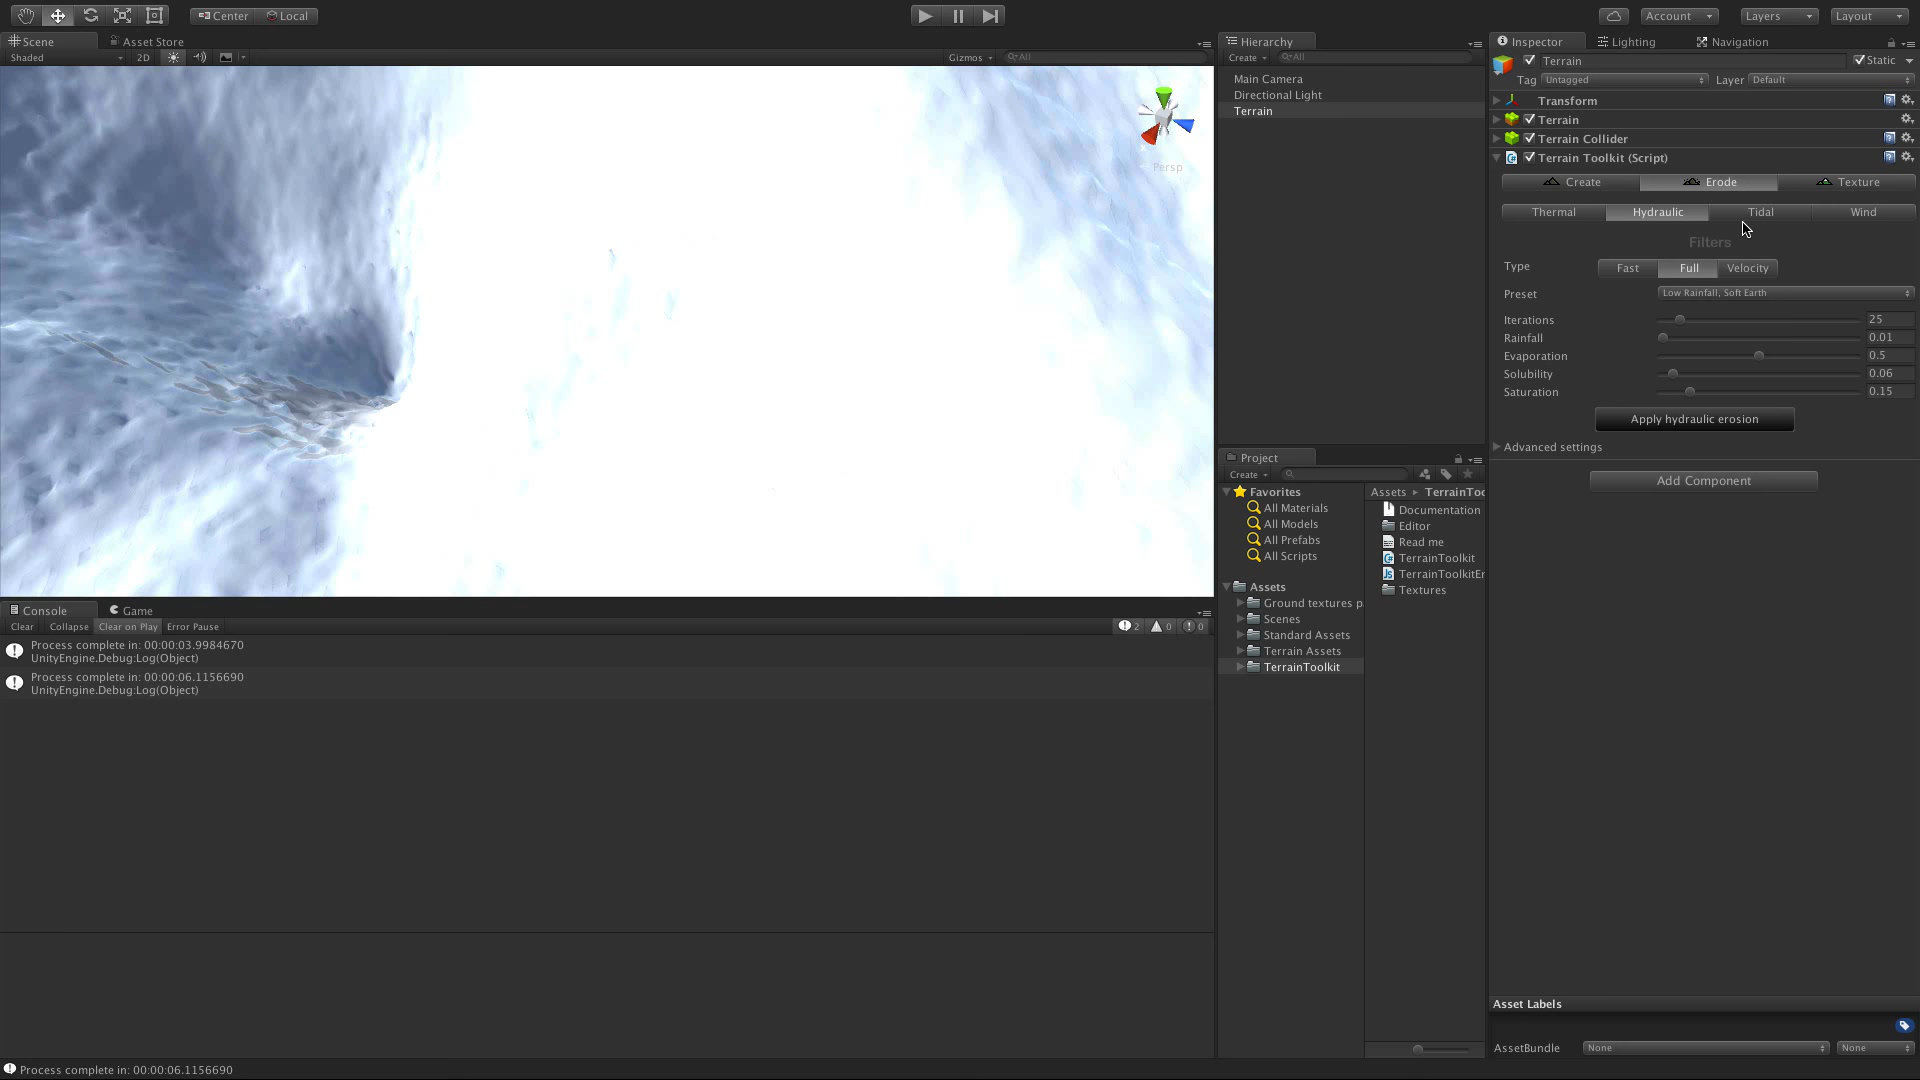 Center
Local
Account
Layers
Layout
Scene
Asset Store
Shaded
2D
Gizmos
All
Persp
Hierarchy
Create
All
Main Camera
Directional Light
Terrain
Inspector
Lighting
Navigation
Terrain
Static
Tag
Untagged
Layer
Default
Transform
Terrain
Terrain Collider
Terrain Toolkit (Script)
Create
Erode
Texture
Thermal
Hydraulic
Tidal
Wind
Filters
Type
Fast
Full
Velocity
Preset
Low Rainfall, Soft Earth
Iterations
25
Rainfall
0.01
Evaporation
0.5
Solubility
0.06
Saturation
0.15
Apply hydraulic erosion
Advanced settings
Add Component
Project
Create
Favorites
All Materials
All Models
All Prefabs
All Scripts
Assets
Ground textures p
Scenes
Standard Assets
Terrain Assets
TerrainToolkit
Assets
TerrainToo
Documentation
Editor
Read me
TerrainToolkit
TerrainToolkitEr
Textures
Console
Game
Clear
Collapse
Clear on Play
Error Pause
2
0
0
Process complete in: 00:00:03.9984670
UnityEngine.Debug:Log(Object)
Process complete in: 00:00:06.1156690
UnityEngine.Debug:Log(Object)
Asset Labels
AssetBundle
None
None
Process complete in: 00:00:06.1156690